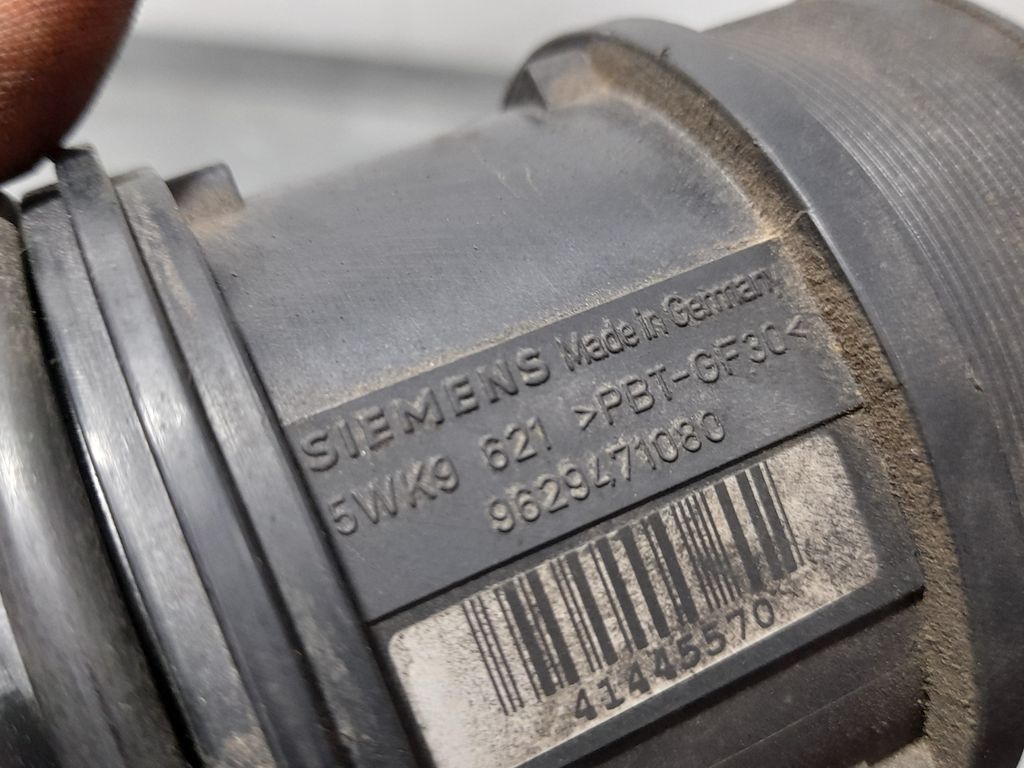 SIEMENS Made in Germany
5WK9 621 >PBT-GF30<
9629471080
41445570